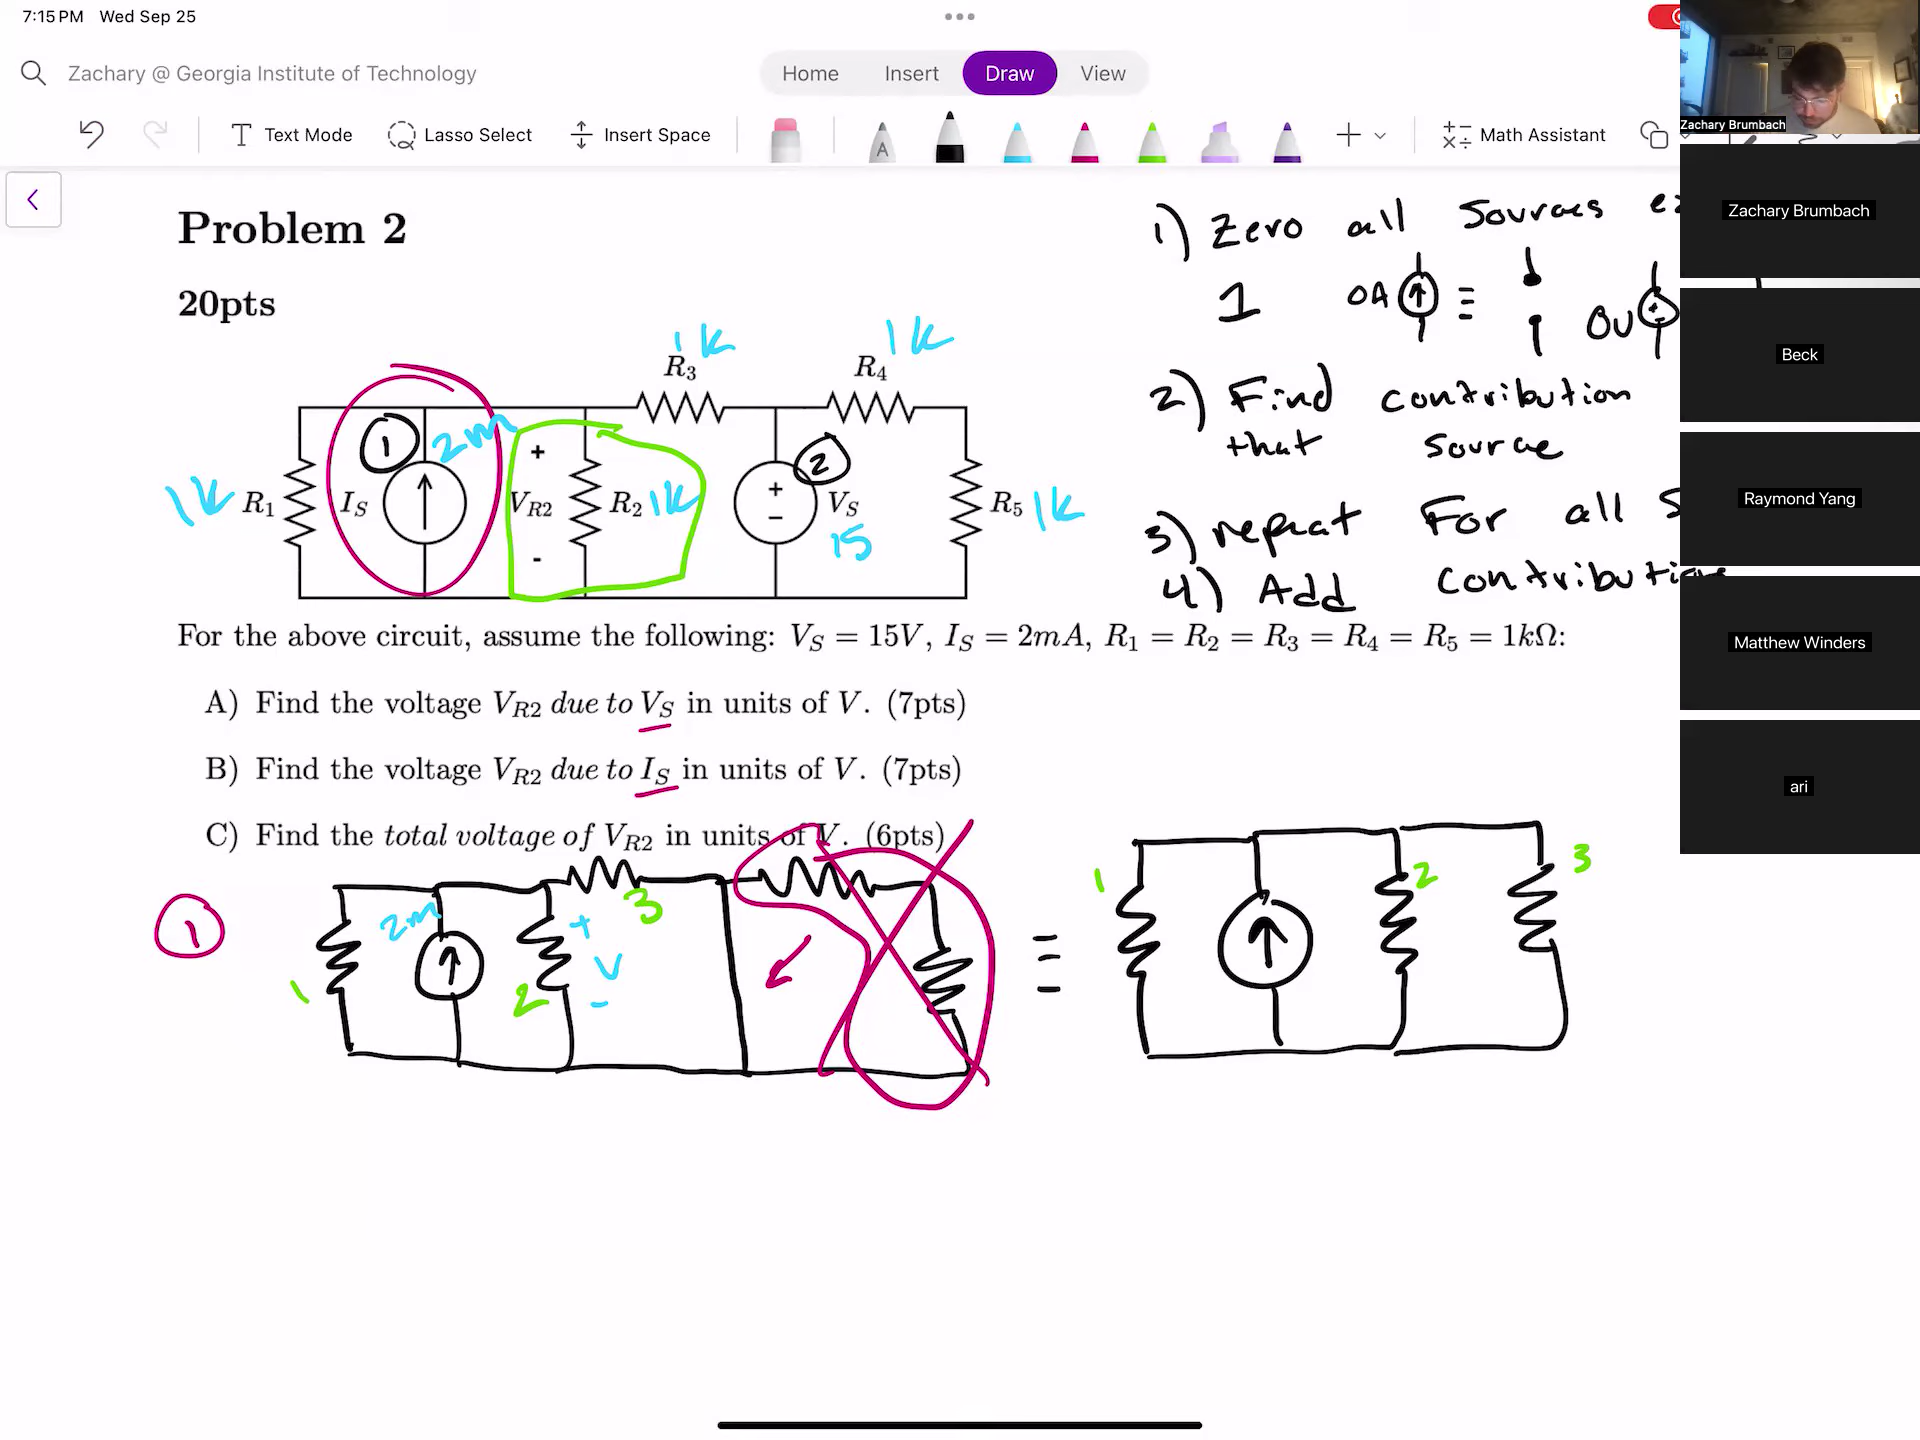 7:15 PM Wed Sep 25
Zachary @ Georgia Institute of Technology
Home Insert Draw View
Text Mode Lasso Select Insert Space A Math Assistant
Zachary Brumbach
Zachary Brumbach
Beck
Raymond Yang
Matthew Winders
ari
Problem 2
20pts
1) Zero all sources
1 0A ≡ 0V
2) Find contribution
that source
3) repeat For all S
4) Add contributions
1k 1k
R3 R4
1 2m + 2
1k R1 IS VR2 R2 1k + - VS R5 1k
15
-
For the above circuit, assume the following: VS = 15V, IS = 2mA, R1 = R2 = R3 = R4 = R5 = 1kΩ:
A) Find the voltage VR2 due to VS in units of V. (7pts)
B) Find the voltage VR2 due to IS in units of V. (7pts)
C) Find the total voltage of VR2 in units of V. (6pts)
1 2m + 3 ≡ 1 2 3
1 2 V
-